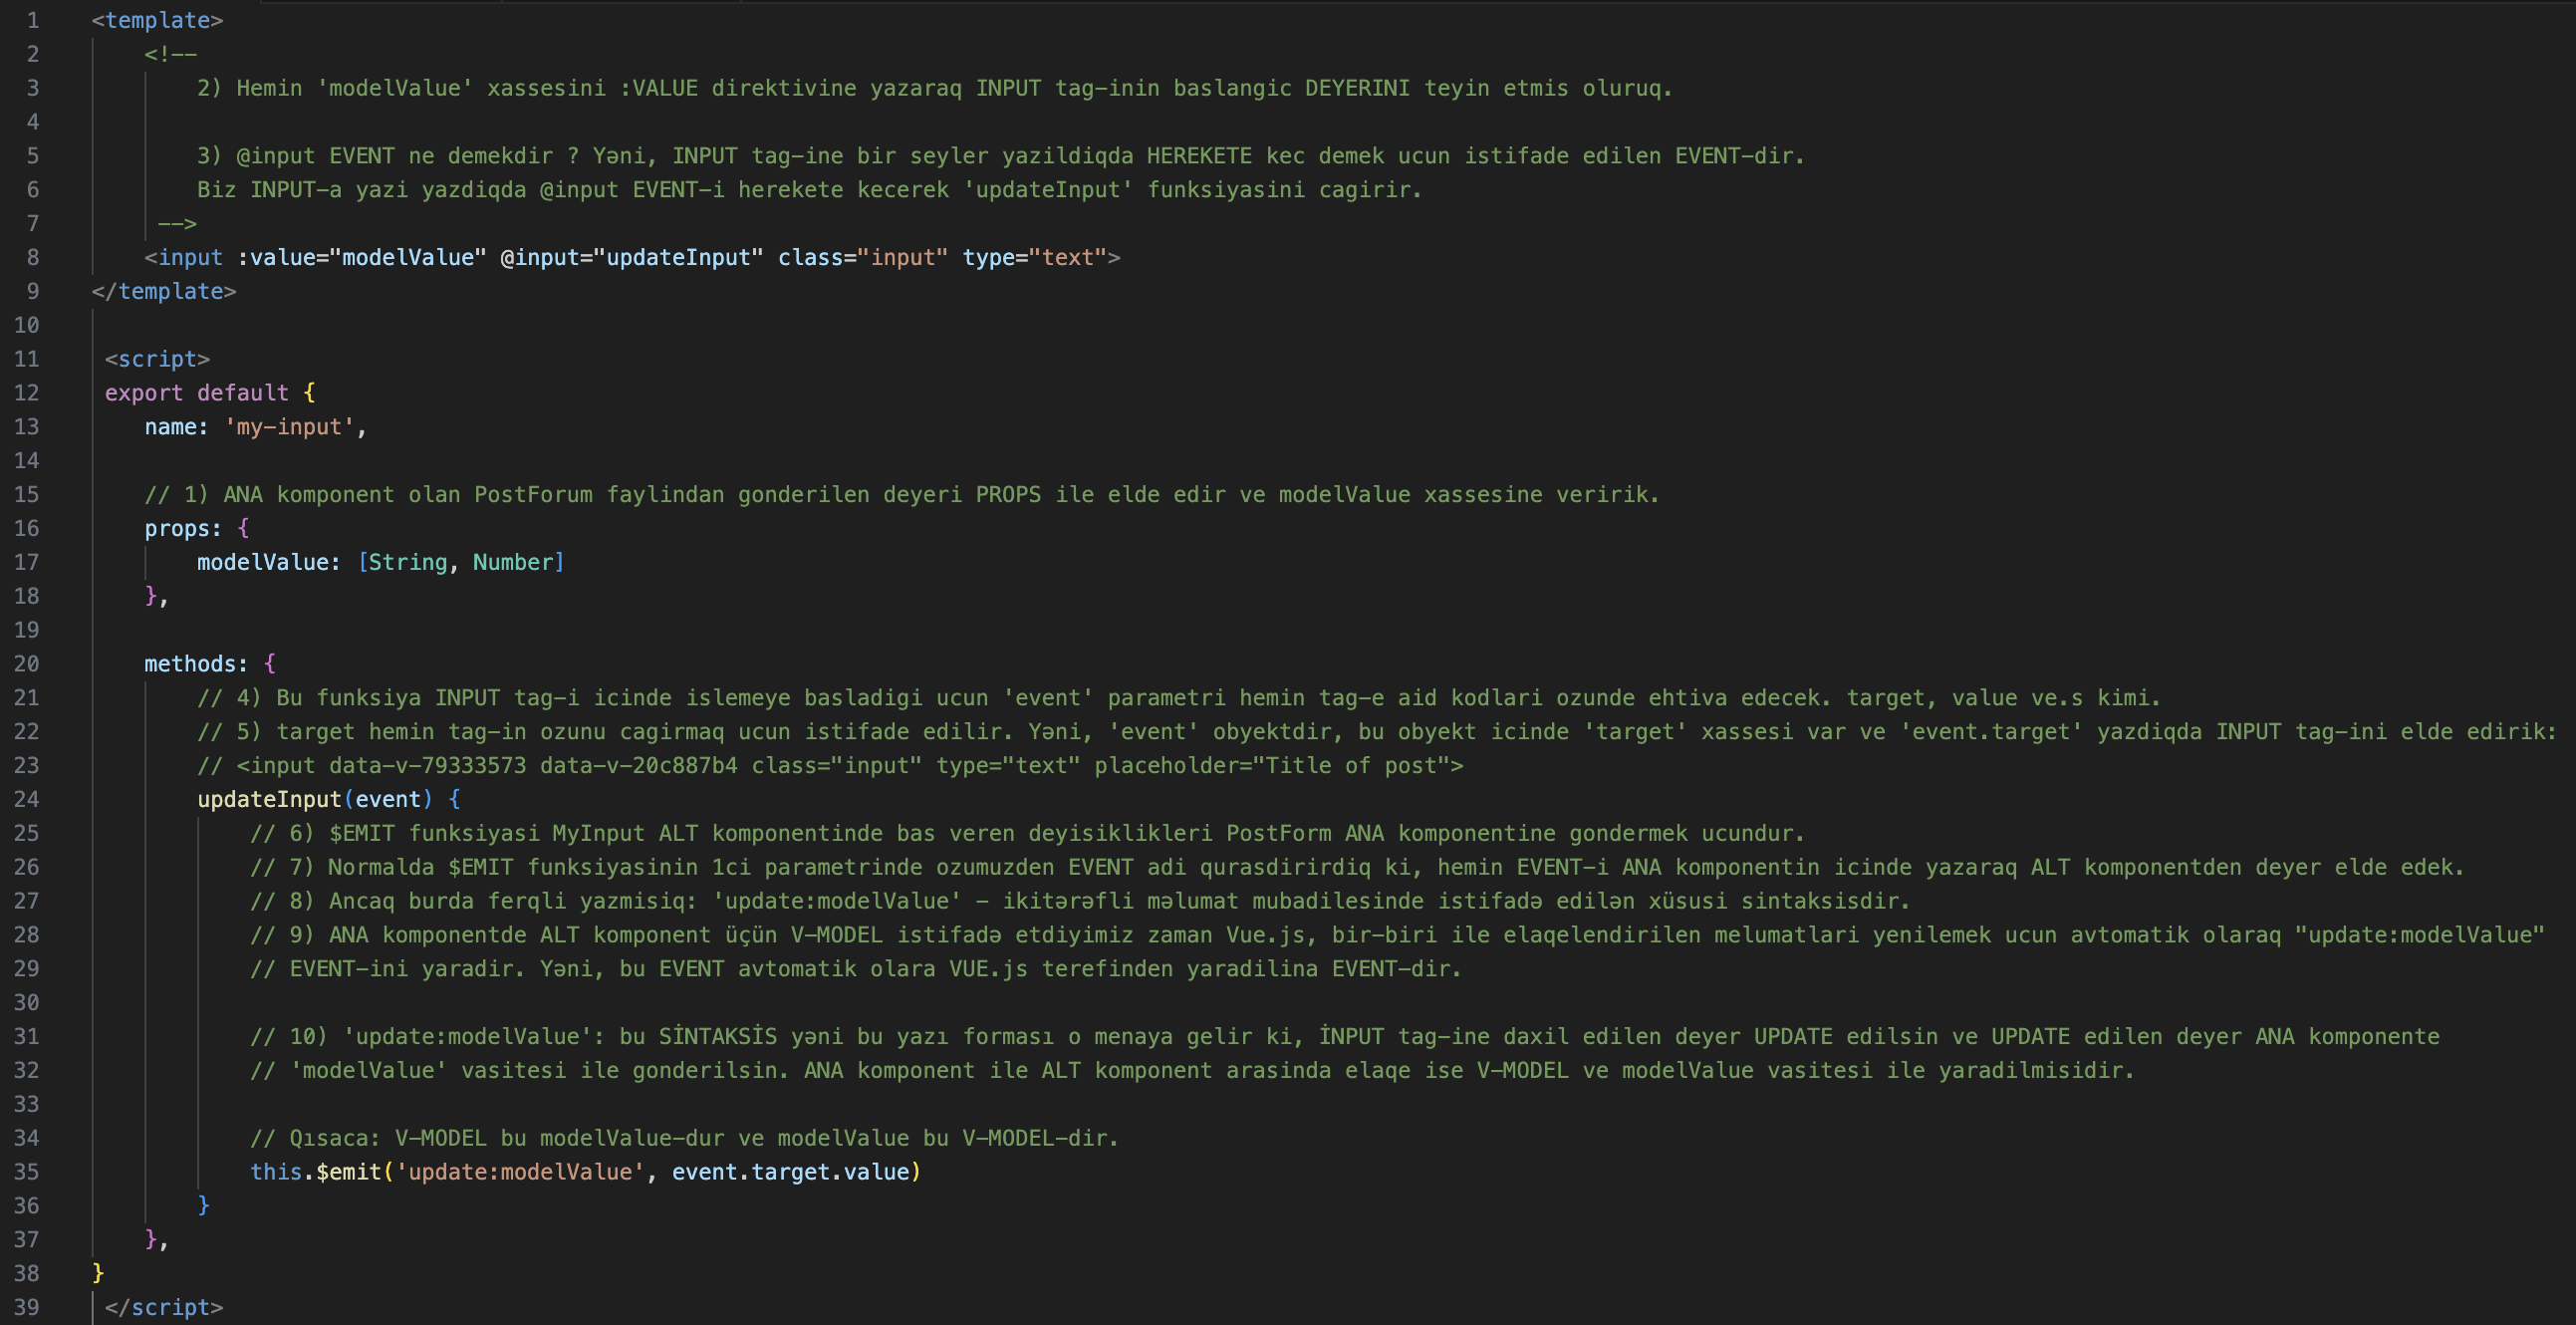 1 <template>
2 <!--
3 2) Hemin 'modelValue' xassesini :VALUE direktivine yazaraq INPUT tag-inin baslangic DEYERINI teyin etmis oluruq.
4
5 3) @input EVENT ne demekdir ? Yəni, INPUT tag-ine bir seyler yazildiqda HEREKETE kec demek ucun istifade edilen EVENT-dir.
6 Biz INPUT-a yazi yazdiqda @input EVENT-i herekete kecerek 'updateInput' funksiyasini cagirir.
7 -->
8 <input :value="modelValue" @input="updateInput" class="input" type="text">
9 </template>
10
11 <script>
12 export default {
13 name: 'my-input',
14
15 // 1) ANA komponent olan PostForum faylindan gonderilen deyeri PROPS ile elde edir ve modelValue xassesine veririk.
16 props: {
17 modelValue: [String, Number]
18 },
19
20 methods: {
21 // 4) Bu funksiya INPUT tag-i icinde islemeye basladigi ucun 'event' parametri hemin tag-e aid kodlari ozunde ehtiva edecek. target, value ve.s kimi.
22 // 5) target hemin tag-in ozunu cagirmaq ucun istifade edilir. Yəni, 'event' obyektdir, bu obyekt icinde 'target' xassesi var ve 'event.target' yazdiqda INPUT tag-ini elde edirik:
23 // <input data-v-79333573 data-v-20c887b4 class="input" type="text" placeholder="Title of post">
24 updateInput(event) {
25 // 6) $EMIT funksiyasi MyInput ALT komponentinde bas veren deyisiklikleri PostForm ANA komponentine gondermek ucundur.
26 // 7) Normalda $EMIT funksiyasinin 1ci parametrinde ozumuzden EVENT adi qurasdirirdiq ki, hemin EVENT-i ANA komponentin icinde yazaraq ALT komponentden deyer elde edek.
27 // 8) Ancaq burda ferqli yazmisiq: 'update:modelValue' - ikitərəfli məlumat mubadilesinde istifadə edilən xüsusi sintaksisdir.
28 // 9) ANA komponentde ALT komponent üçün V-MODEL istifadə etdiyimiz zaman Vue.js, bir-biri ile elaqelendirilen melumatlari yenilemek ucun avtomatik olaraq "update:modelValue"
29 // EVENT-ini yaradir. Yəni, bu EVENT avtomatik olara VUE.js terefinden yaradilina EVENT-dir.
30
31 // 10) 'update:modelValue': bu SİNTAKSİS yəni bu yazı forması o menaya gelir ki, İNPUT tag-ine daxil edilen deyer UPDATE edilsin ve UPDATE edilen deyer ANA komponente
32 // 'modelValue' vasitesi ile gonderilsin. ANA komponent ile ALT komponent arasinda elaqe ise V-MODEL ve modelValue vasitesi ile yaradilmisidir.
33
34 // Qısaca: V-MODEL bu modelValue-dur ve modelValue bu V-MODEL-dir.
35 this.$emit('update:modelValue', event.target.value)
36 }
37 },
38 }
39 </script>